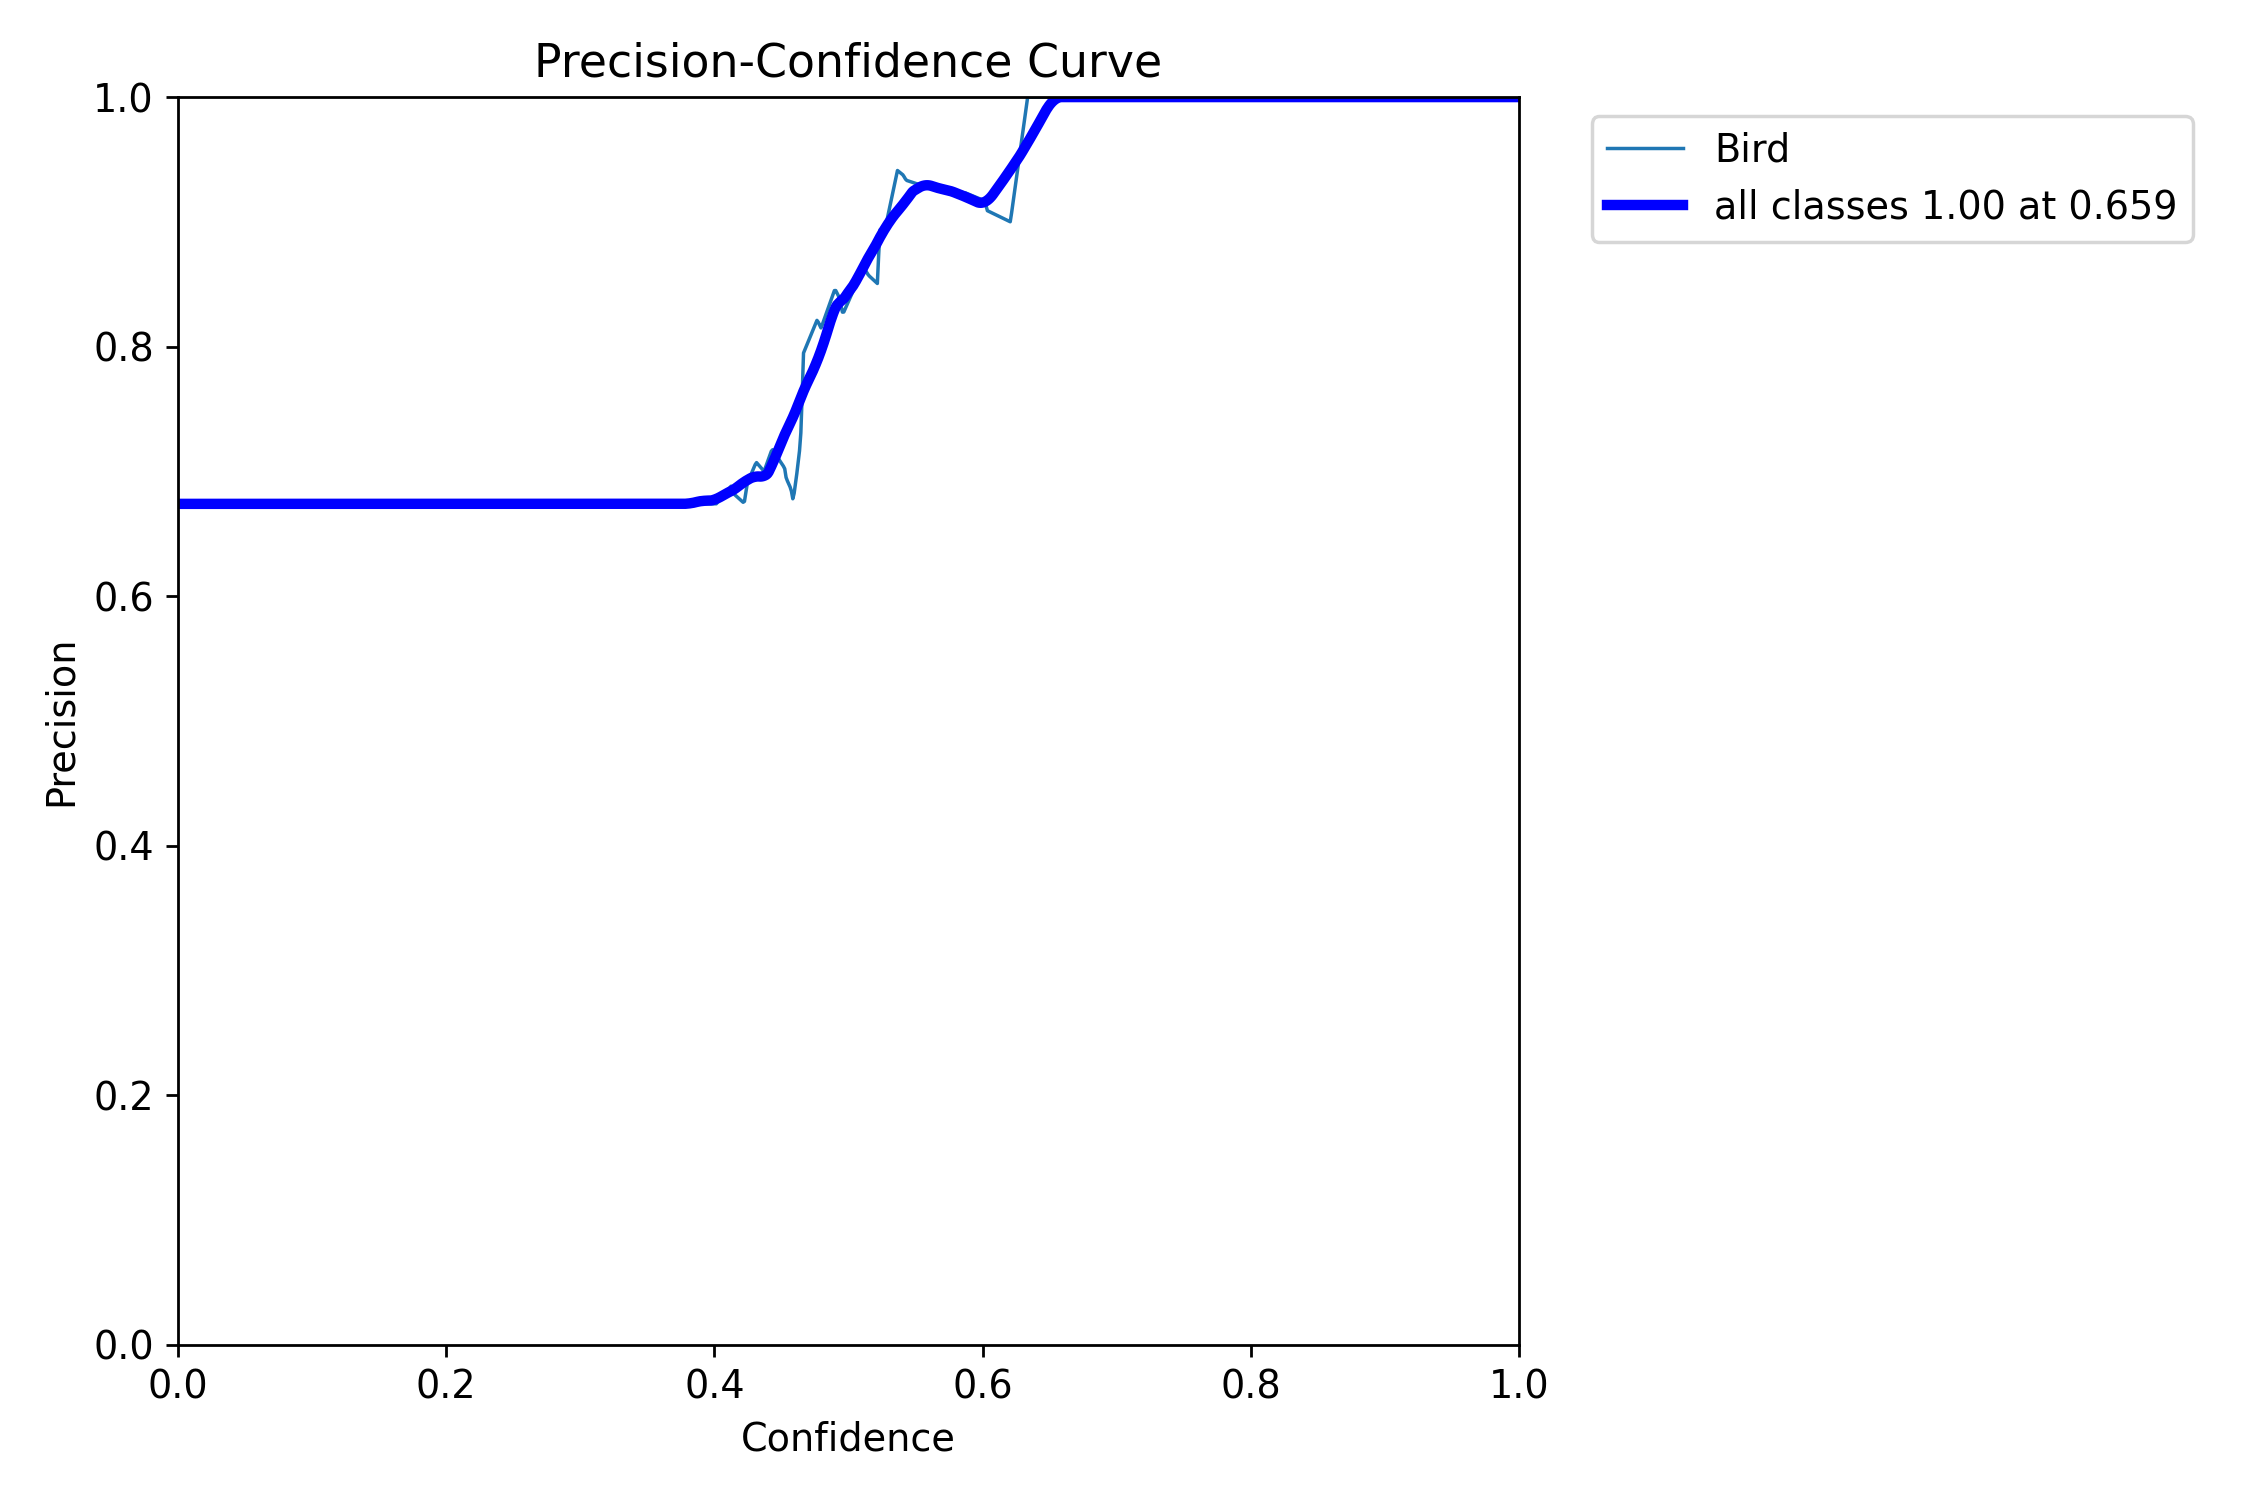 Precision-Confidence Curve
1.0
0.8
0.6
0.4
0.2
0.0
Precision
0.0 0.2 0.4 0.6 0.8 1.0
Confidence
Bird
all classes 1.00 at 0.659